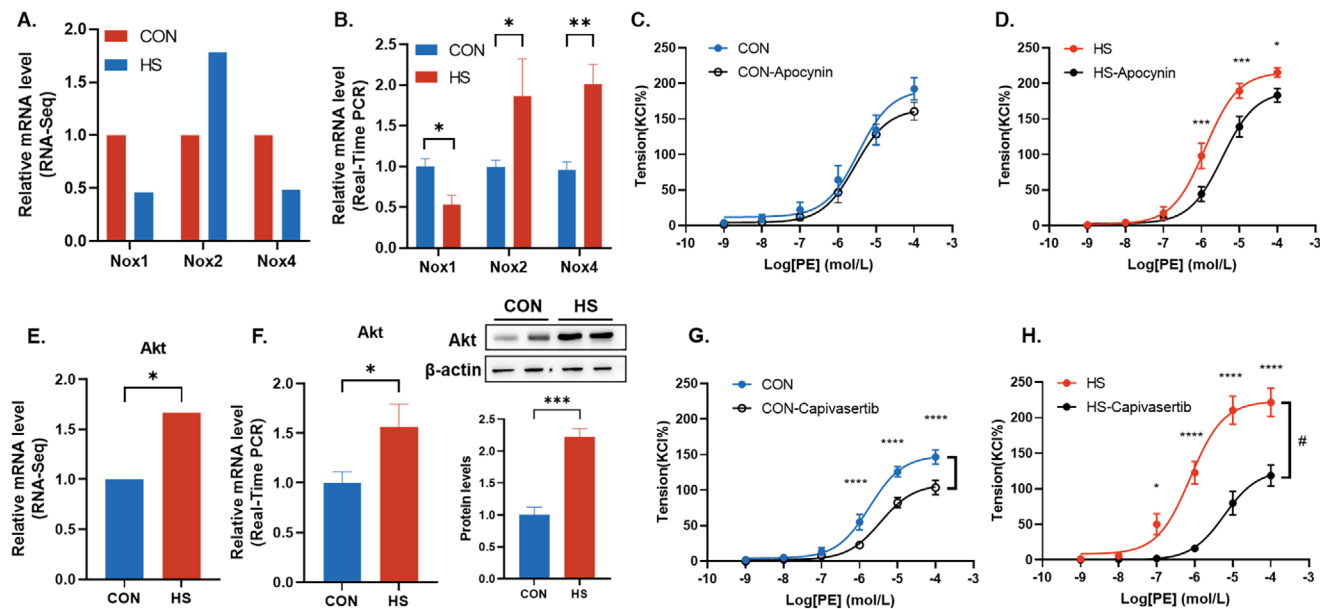 A.
Relative mRNA level
(RNA-Seq)
2.0
1.5
1.0
0.5
0.0
CON
HS
Nox1 Nox2 Nox4
B.
Relative mRNA level
(Real-Time PCR)
2.5
2.0
1.5
1.0
0.5
0.0
CON
HS
*
*
**
Nox1 Nox2 Nox4
C.
Tension(KCl%)
250
200
150
100
50
0
CON
CON-Apocynin
-10 -9 -8 -7 -6 -5 -4 -3
Log[PE] (mol/L)
D.
Tension(KCl%)
250
200
150
100
50
0
HS
HS-Apocynin
***
***
*
-10 -9 -8 -7 -6 -5 -4 -3
Log[PE] (mol/L)
E.
Akt
Relative mRNA level
(RNA-Seq)
2.0
1.5
1.0
0.5
0.0
*
CON HS
F.
Akt
Relative mRNA level
(Real-Time PCR)
2.0
1.5
1.0
0.5
0.0
*
CON HS
CON HS
Akt
β-actin
Protein levels
2.5
2.0
1.5
1.0
0.5
0.0
***
CON HS
G.
Tension(KCl%)
250
200
150
100
50
0
CON
CON-Capivasertib
****
****
****
-10 -9 -8 -7 -6 -5 -4 -3
Log[PE] (mol/L)
H.
Tension(KCl%)
250
200
150
100
50
0
HS
HS-Capivasertib
*
****
****
****
#
-10 -9 -8 -7 -6 -5 -4 -3
Log[PE] (mol/L)